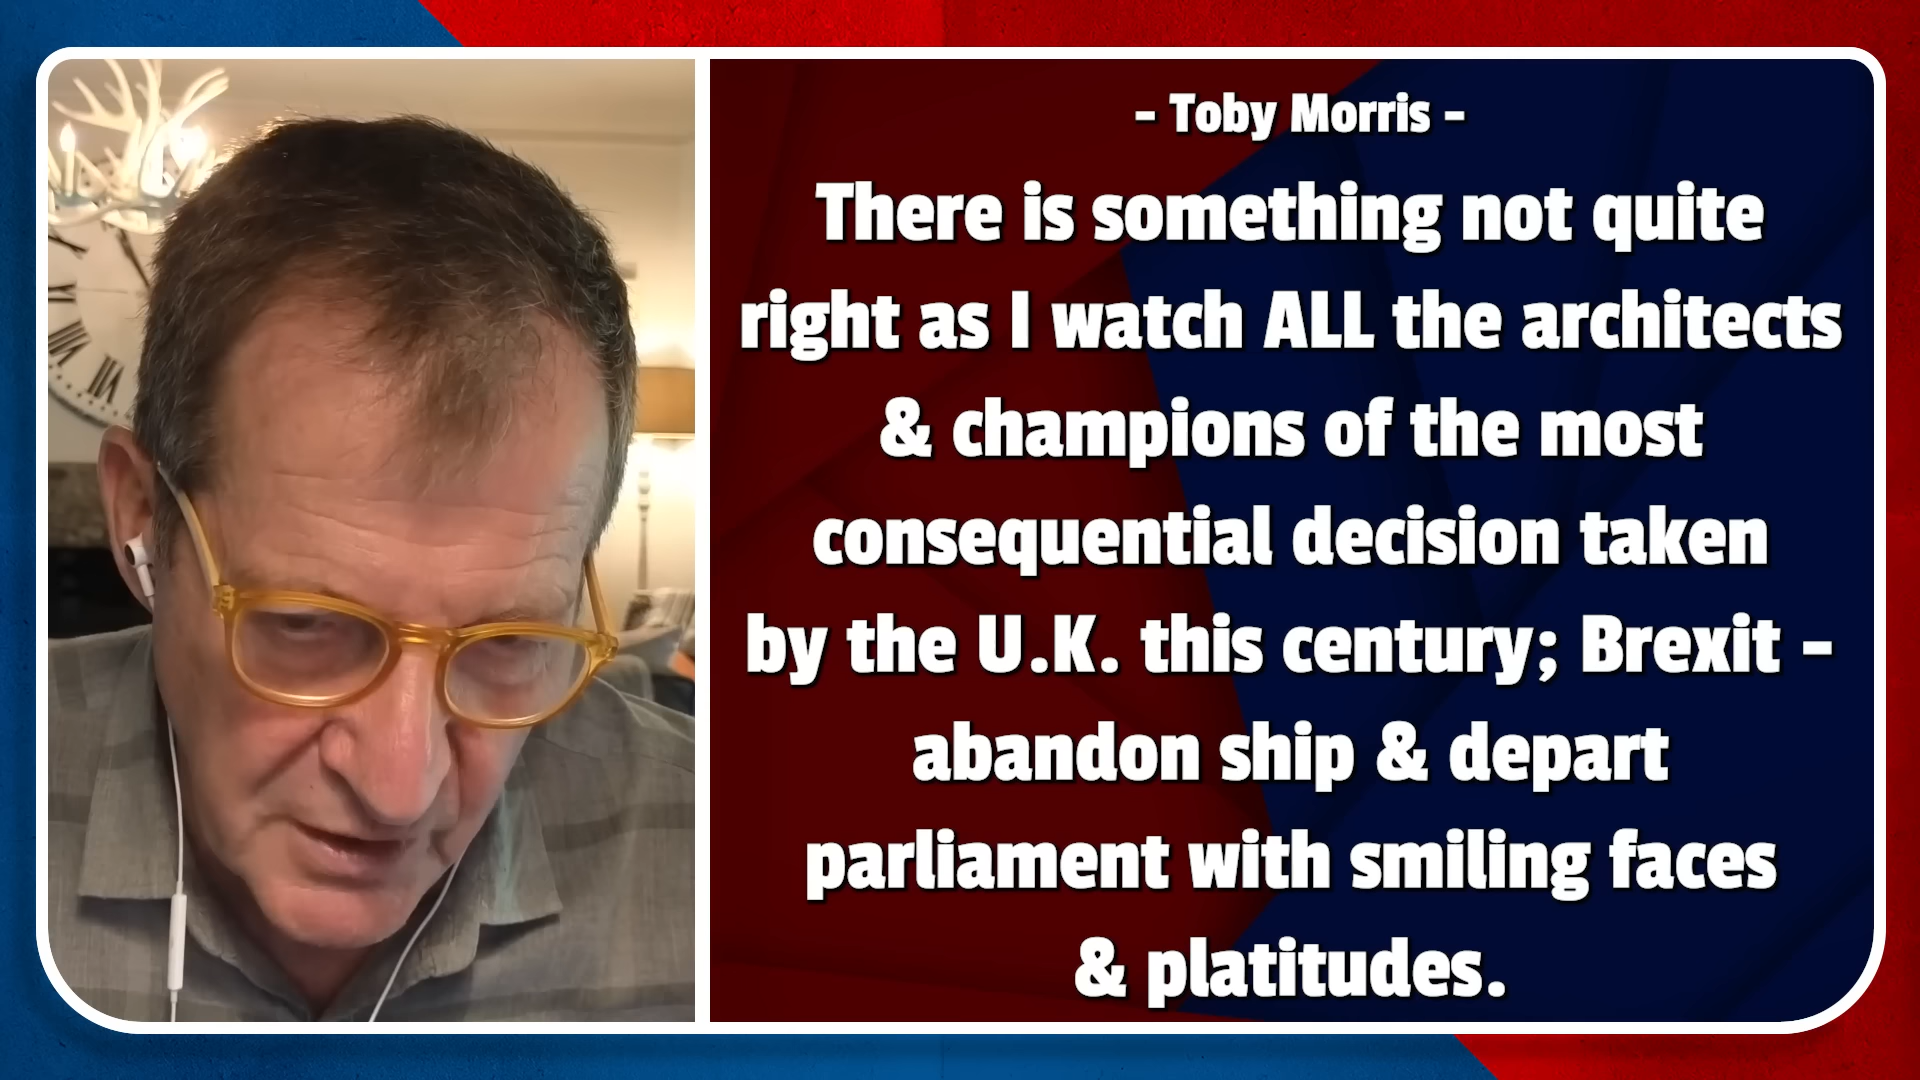 - Toby Morris -
There is something not quite
right as I watch ALL the architects
& champions of the most
consequential decision taken
by the U.K. this century; Brexit -
abandon ship & depart
parliament with smiling faces
& platitudes.